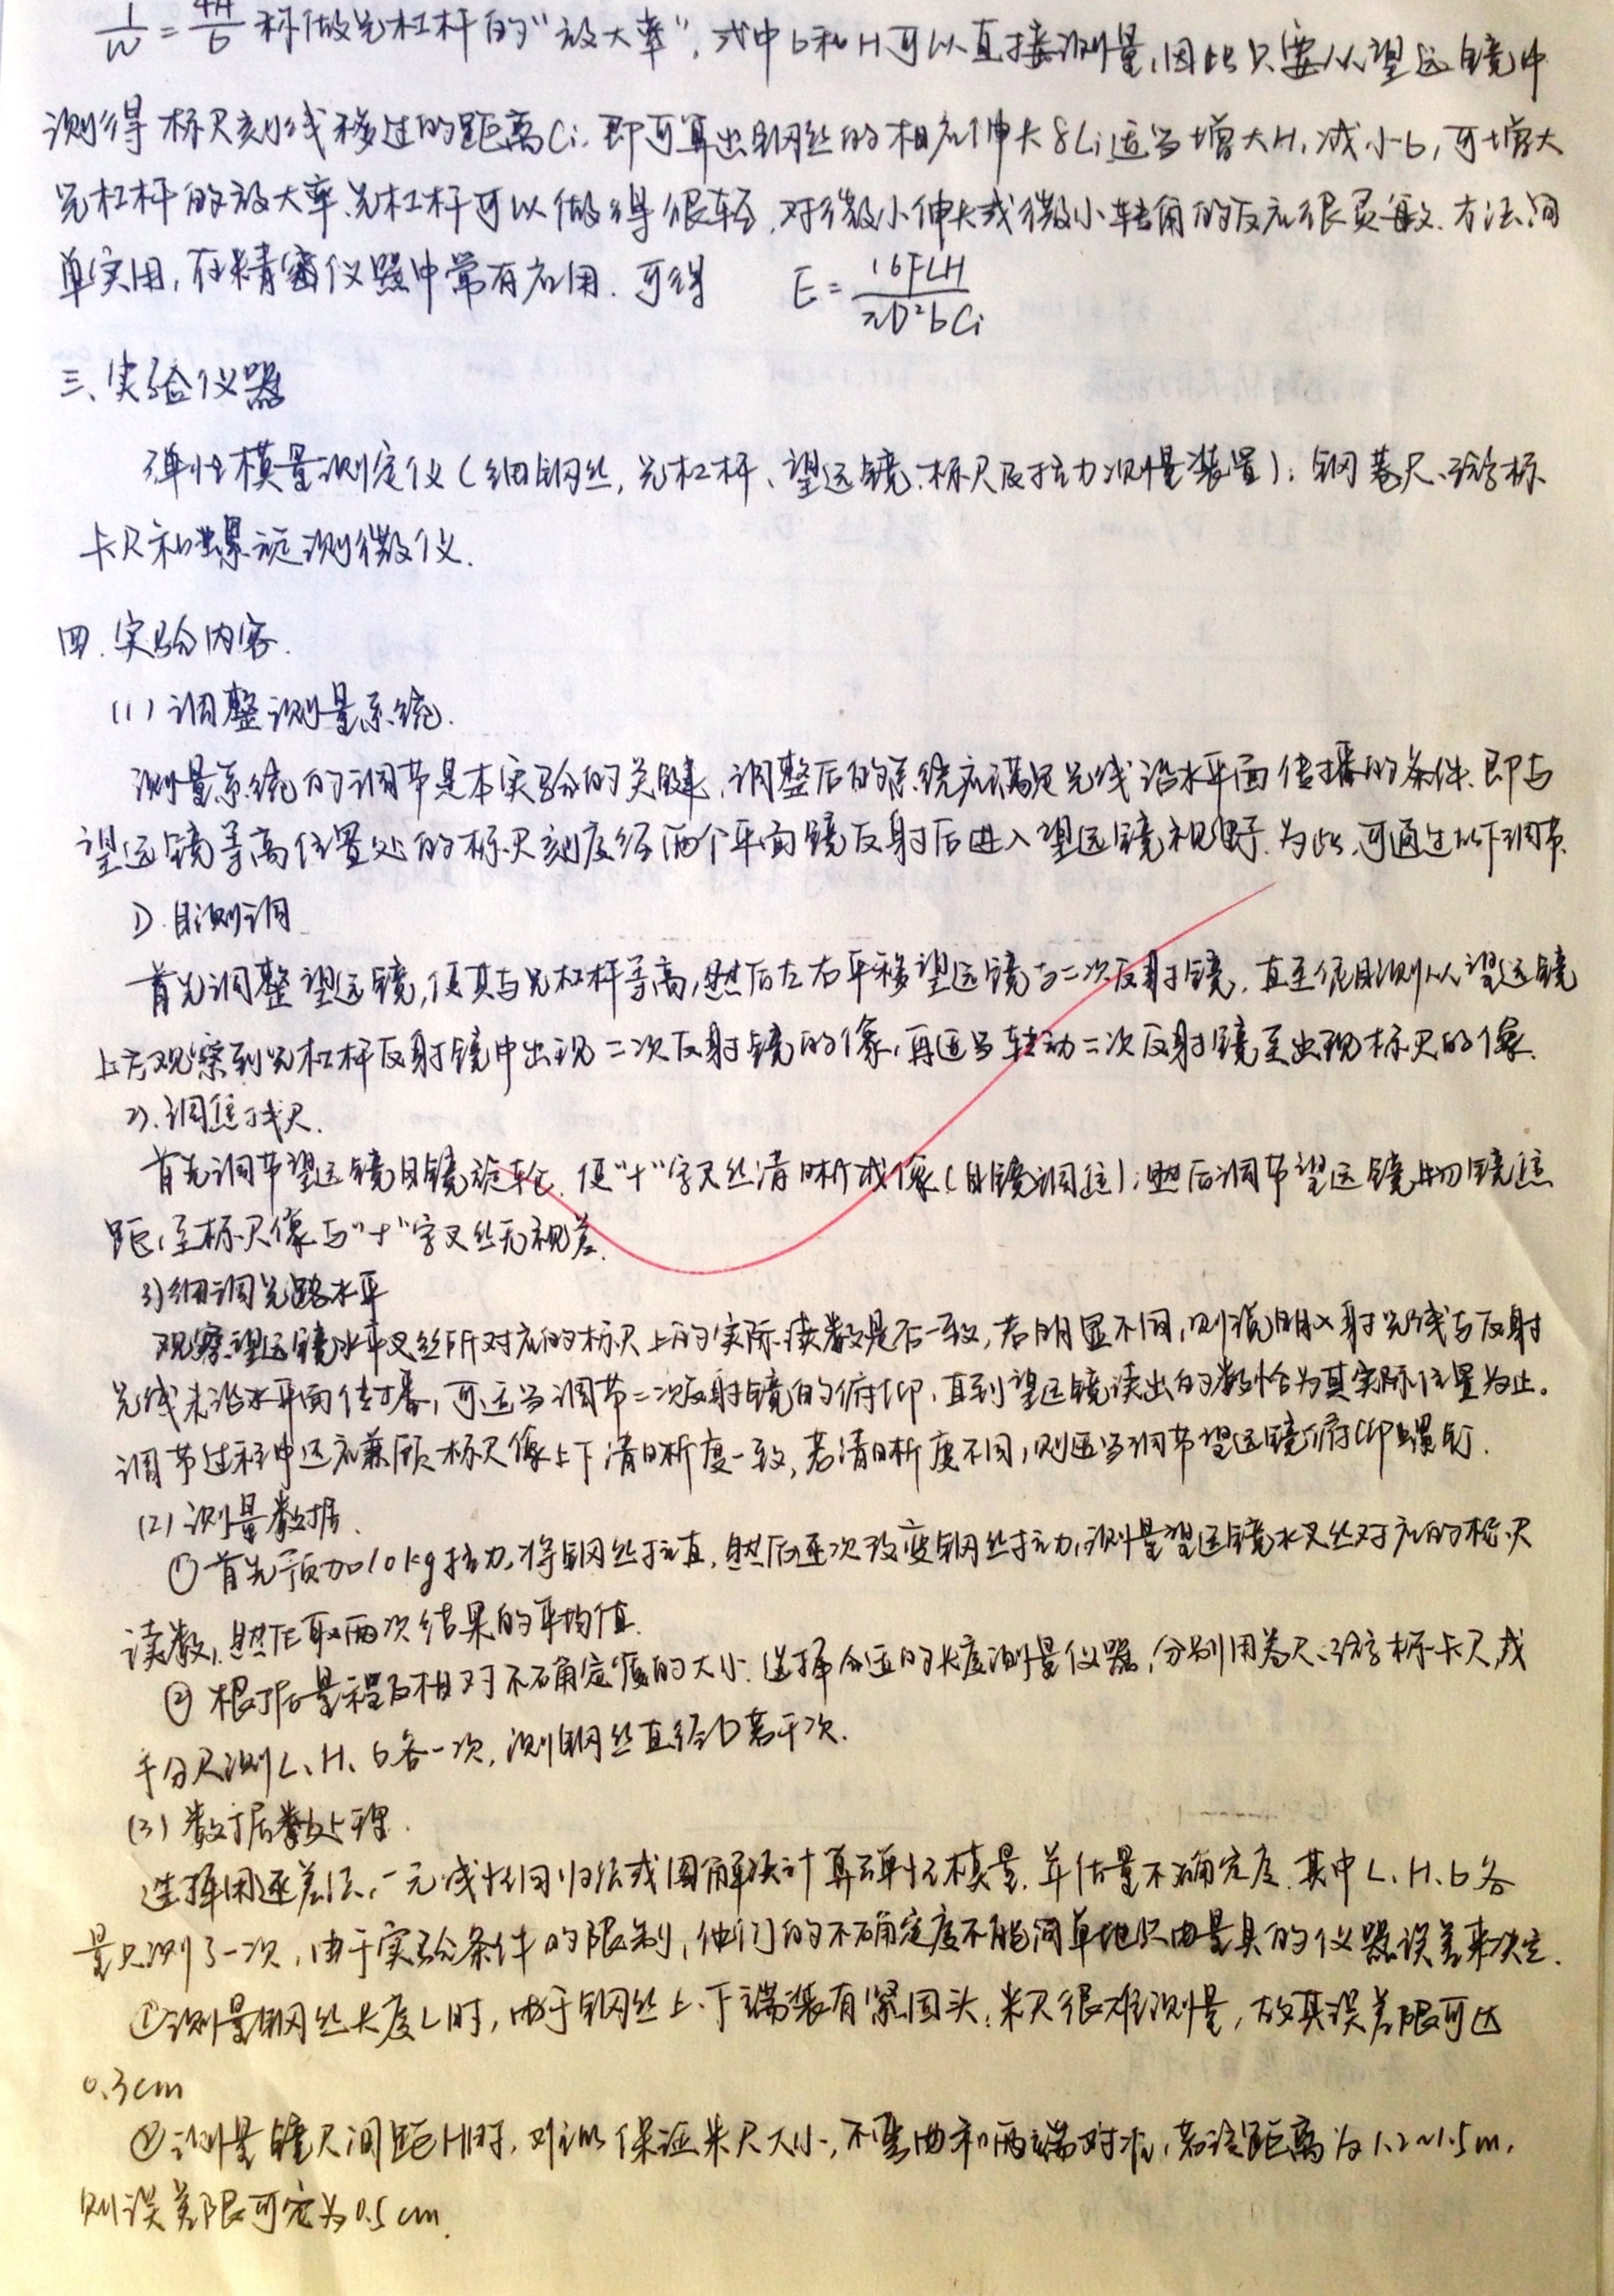 1/W = 4H/b 称做光杠杆的“放大率”，式中b和H可以直接测量，因此只要从望远镜中
测得标尺刻线移过的距离Ci，即可算出钢丝的相应伸长δLi适当增大H，减小b，可增大
光杠杆的放大率、光杠杆可以做得很轻，对微小伸长或微小转角的反应很灵敏，方法简
单实用，在精密仪器中常有应用．可得 E = 16FLH/πD²bCi
三、实验仪器
弹性模量测定仪（细钢丝，光杠杆、望远镜、标尺及拉力测量装置）；钢卷尺、游标
卡尺和螺旋测微仪．
四．实验内容．
(1) 调整测量系统．
测量系统的调节是本实验的关键，调整后的系统应满足光线沿水平面传播的条件，即与
望远镜等高位置处的标尺刻度经两个平面镜反射后进入望远镜视野．为此，可通过以下调节．
1)．目测调
首先调整望远镜，使其与光杠杆等高，然后左右平移望远镜与二次反射镜，直至凭目测从望远镜
上方观察到光杠杆反射镜中出现二次反射镜的像，再适当转动二次反射镜至出现标尺的像．
2)．调焦找尺．
首先调节望远镜目镜旋轮，使“十”字叉丝清晰成像（目镜调焦）；然后调节望远镜物镜焦
距，至标尺像与“十”字叉丝无视差．
3)细调光路水平
观察望远镜水平叉丝所对应的标尺上的实际读数是否一致，若明显不同，则说明入射光线与反射
光线未沿水平面传播，可适当调节二次反射镜的俯仰，直到望远镜读出的数恰为其实际位置为止。
调节过程中还应兼顾标尺像上下清晰度一致，若清晰度不同，则适当调节望远镜俯仰螺钉．
(2) 测量数据．
①首先预加10kg拉力，将钢丝拉直，然后逐次改变钢丝拉力，测量望远镜水叉丝对应的标尺
读数，然后取两次结果的平均值．
② 根据量程及相对不确定度的大小，选择合适的长度测量仪器，分别用卷尺、游标卡尺，或
千分尺测L、H、b各一次，测钢丝直径D若干次．
(3) 数据数处理．
选择用逐差法，一元线性回归法或图解法计算弹性模量，并估量不确定度．其中L、H、b各
量只测了一次，由于实验条件的限制，他们的不确定度不能简单地只由量具的仪器误差来决定．
①测量钢丝长度L时，由于钢丝上、下端装有紧固头，米尺很难测量，故其误差限可达
0.3cm
②测量镜尺间距H时，难以保证米尺大小，不弯曲和两端对准，若该距离为1.2~1.5m，
则误差限可定为0.5cm．